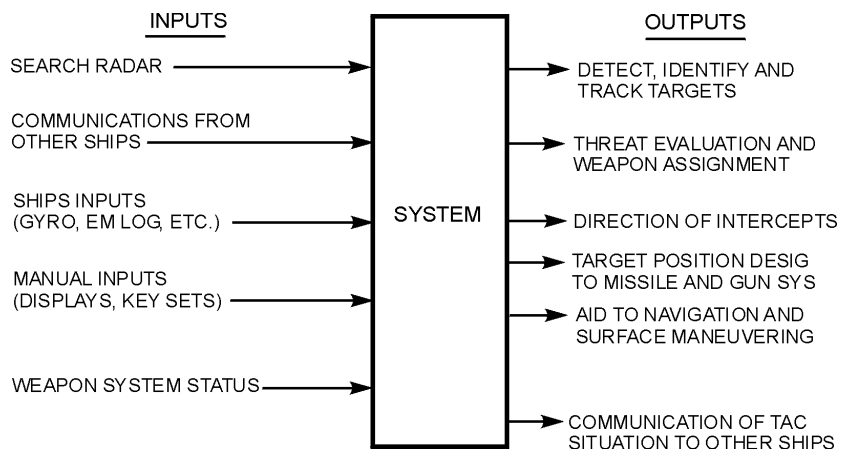 INPUTS
SEARCH RADAR
COMMUNICATIONS FROM
OTHER SHIPS
SHIPS INPUTS
(GYRO, EM LOG, ETC.)
MANUAL INPUTS
(DISPLAYS, KEY SETS)
WEAPON SYSTEM STATUS
SYSTEM
OUTPUTS
DETECT, IDENTIFY AND
TRACK TARGETS
THREAT EVALUATION AND
WEAPON ASSIGNMENT
DIRECTION OF INTERCEPTS
TARGET POSITION DESIG
TO MISSILE AND GUN SYS
AID TO NAVIGATION AND
SURFACE MANEUVERING
COMMUNICATION OF TAC
SITUATION TO OTHER SHIPS